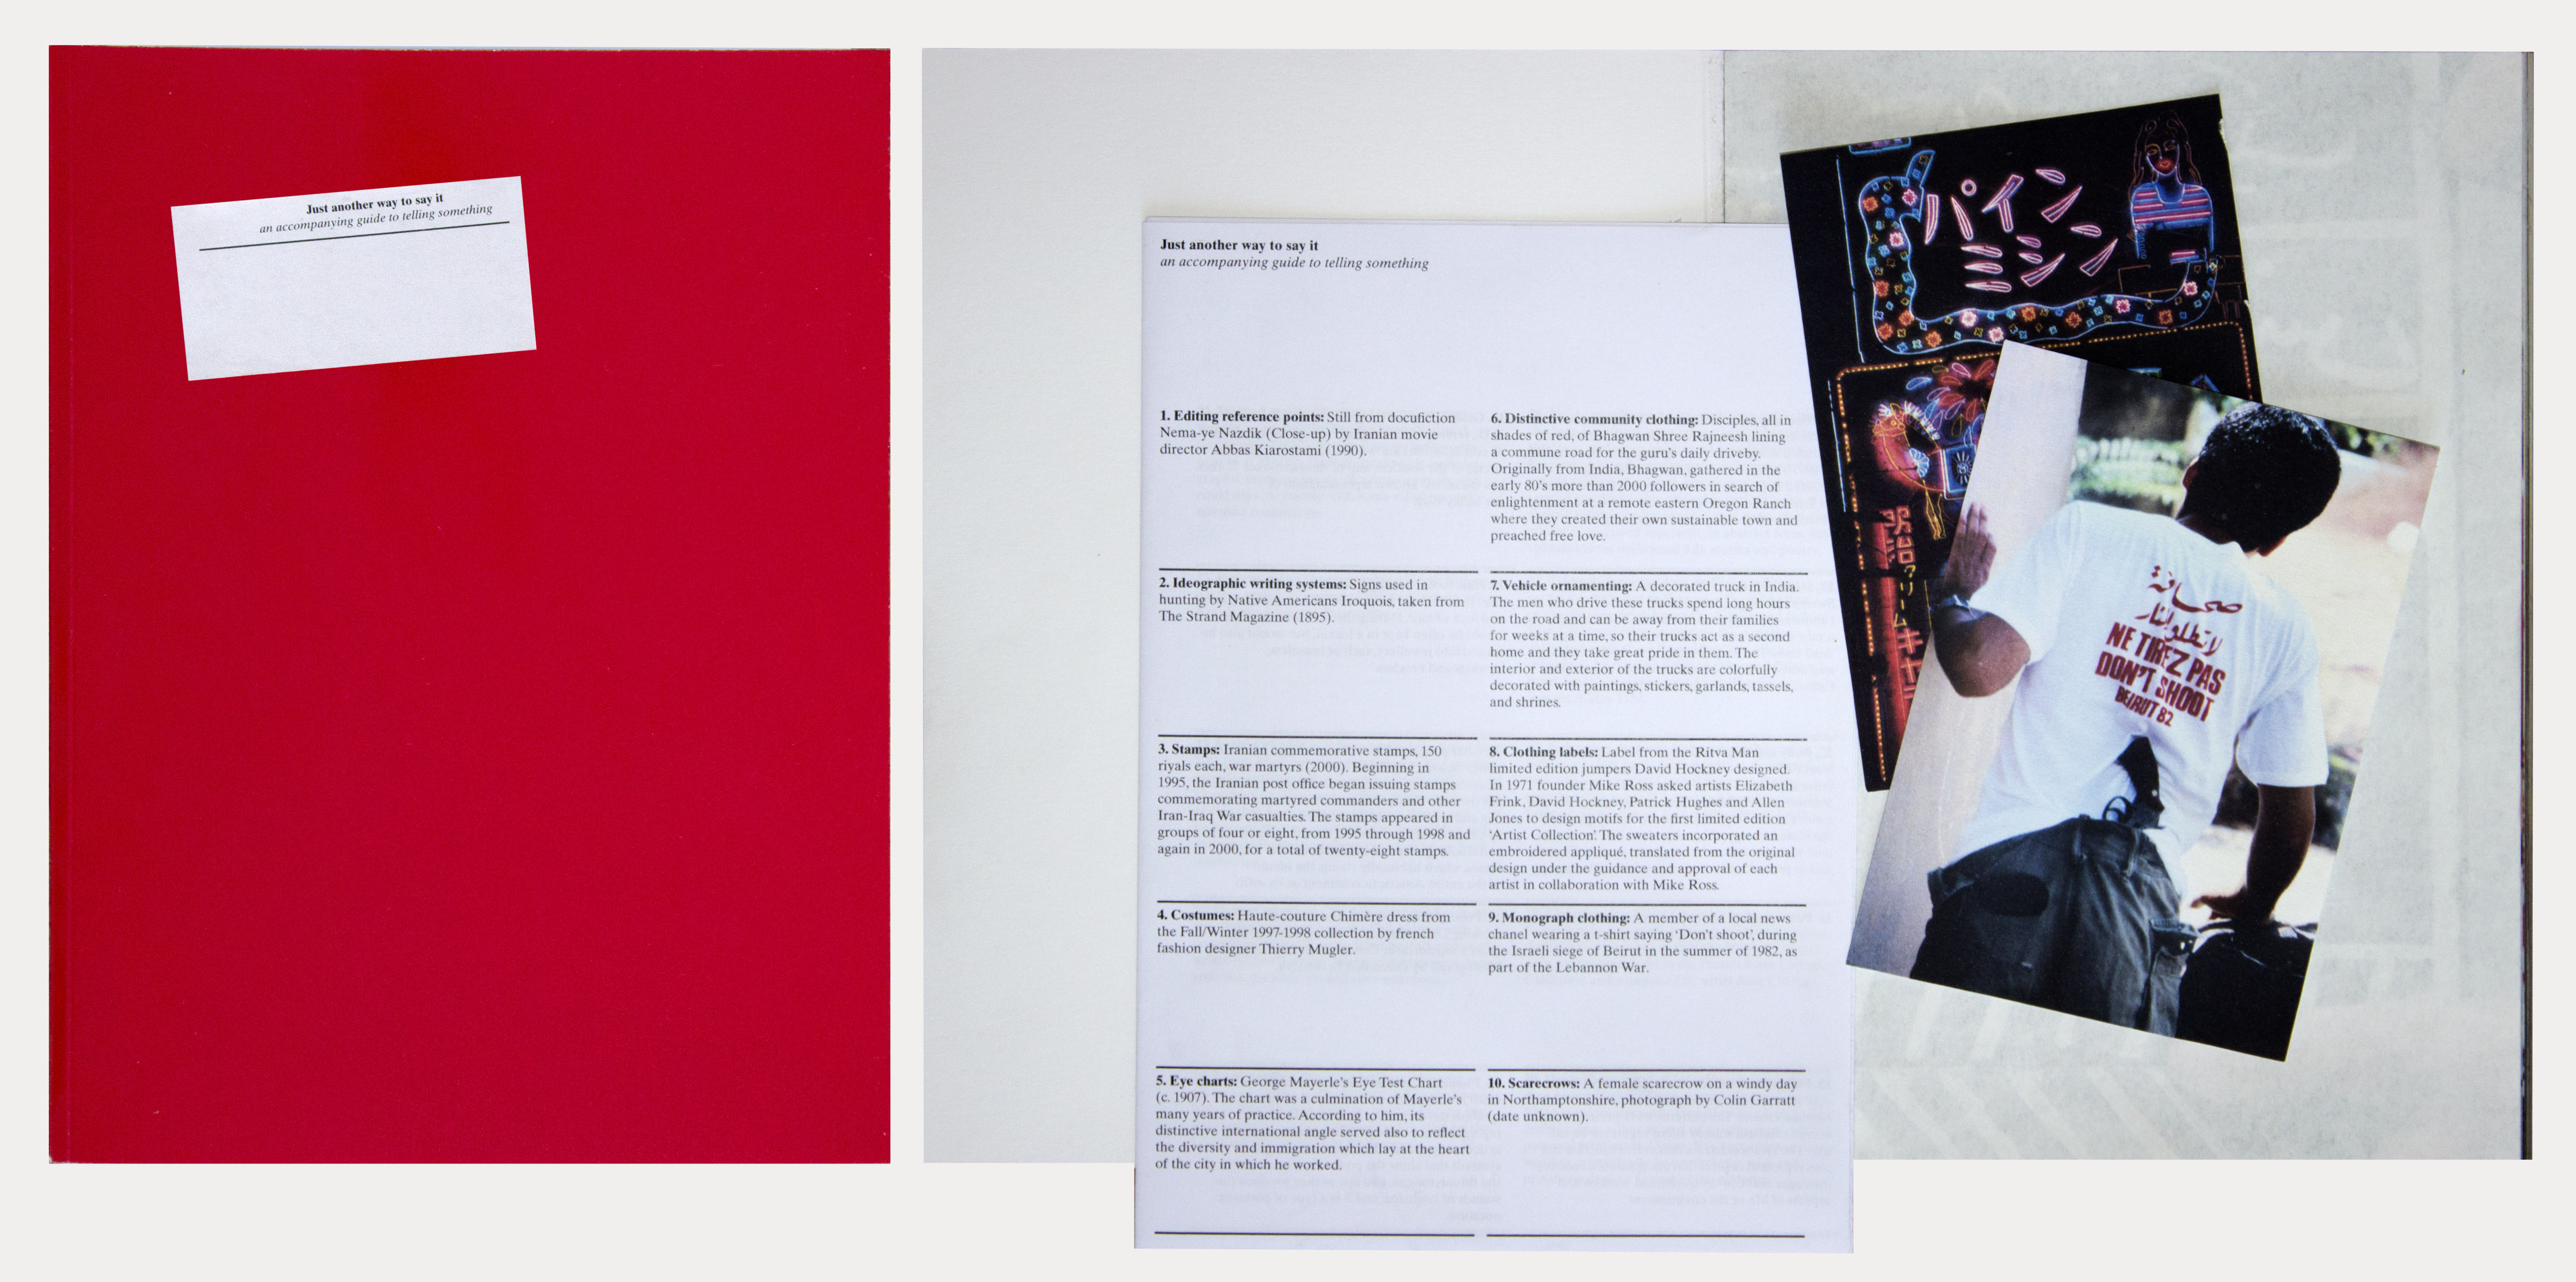 Just another way to say it
an accompanying guide to telling something
Just another way to say it
an accompanying guide to telling something
1. Editing reference points: Still from docufiction
Nema-ye Nazdik (Close-up) by Iranian movie
director Abbas Kiarostami (1990).
2. Ideographic writing systems: Signs used in
hunting by Native Americans Iroquois, taken from
The Strand Magazine (1895).
3. Stamps: Iranian commemorative stamps, 150
riyals each, war martyrs (2000). Beginning in
1995, the Iranian post office began issuing stamps
commemorating martyred commanders and other
Iran-Iraq War casualties. The stamps appeared in
groups of four or eight, from 1995 through 1998 and
again in 2000, for a total of twenty-eight stamps.
4. Costumes: Haute-couture Chimère dress from
the Fall/Winter 1997-1998 collection by french
fashion designer Thierry Mugler.
5. Eye charts: George Mayerle's Eye Test Chart
(c. 1907). The chart was a culmination of Mayerle's
many years of practice. According to him, its
distinctive international angle served also to reflect
the diversity and immigration which lay at the heart
of the city in which he worked.
6. Distinctive community clothing: Disciples, all in
shades of red, of Bhagwan Shree Rajneesh lining
a commune road for the guru's daily driveby.
Originally from India, Bhagwan, gathered in the
early 80's more than 2000 followers in search of
enlightenment at a remote eastern Oregon Ranch
where they created their own sustainable town and
preached free love.
7. Vehicle ornamenting: A decorated truck in India.
The men who drive these trucks spend long hours
on the road and can be away from their families
for weeks at a time, so their trucks act as a second
home and they take great pride in them. The
interior and exterior of the trucks are colorfully
decorated with paintings, stickers, garlands, tassels,
and shrines.
8. Clothing labels: Label from the Ritva Man
limited edition jumpers David Hockney designed.
In 1971 founder Mike Ross asked artists Elizabeth
Frink, David Hockney, Patrick Hughes and Allen
Jones to design motifs for the first limited edition
'Artist Collection'. The sweaters incorporated an
embroidered appliqué, translated from the original
design under the guidance and approval of each
artist in collaboration with Mike Ross.
9. Monograph clothing: A member of a local news
chanel wearing a t-shirt saying 'Don't shoot', during
the Israeli siege of Beirut in the summer of 1982, as
part of the Lebannon War.
10. Scarecrows: A female scarecrow on a windy day
in Northamptonshire, photograph by Colin Garratt
(date unknown).
パイン
ミシン
明治クリーム
صحافة
لا تطلقوا النار
NE TIREZ PAS
DON'T SHOOT
BEIRUT 82